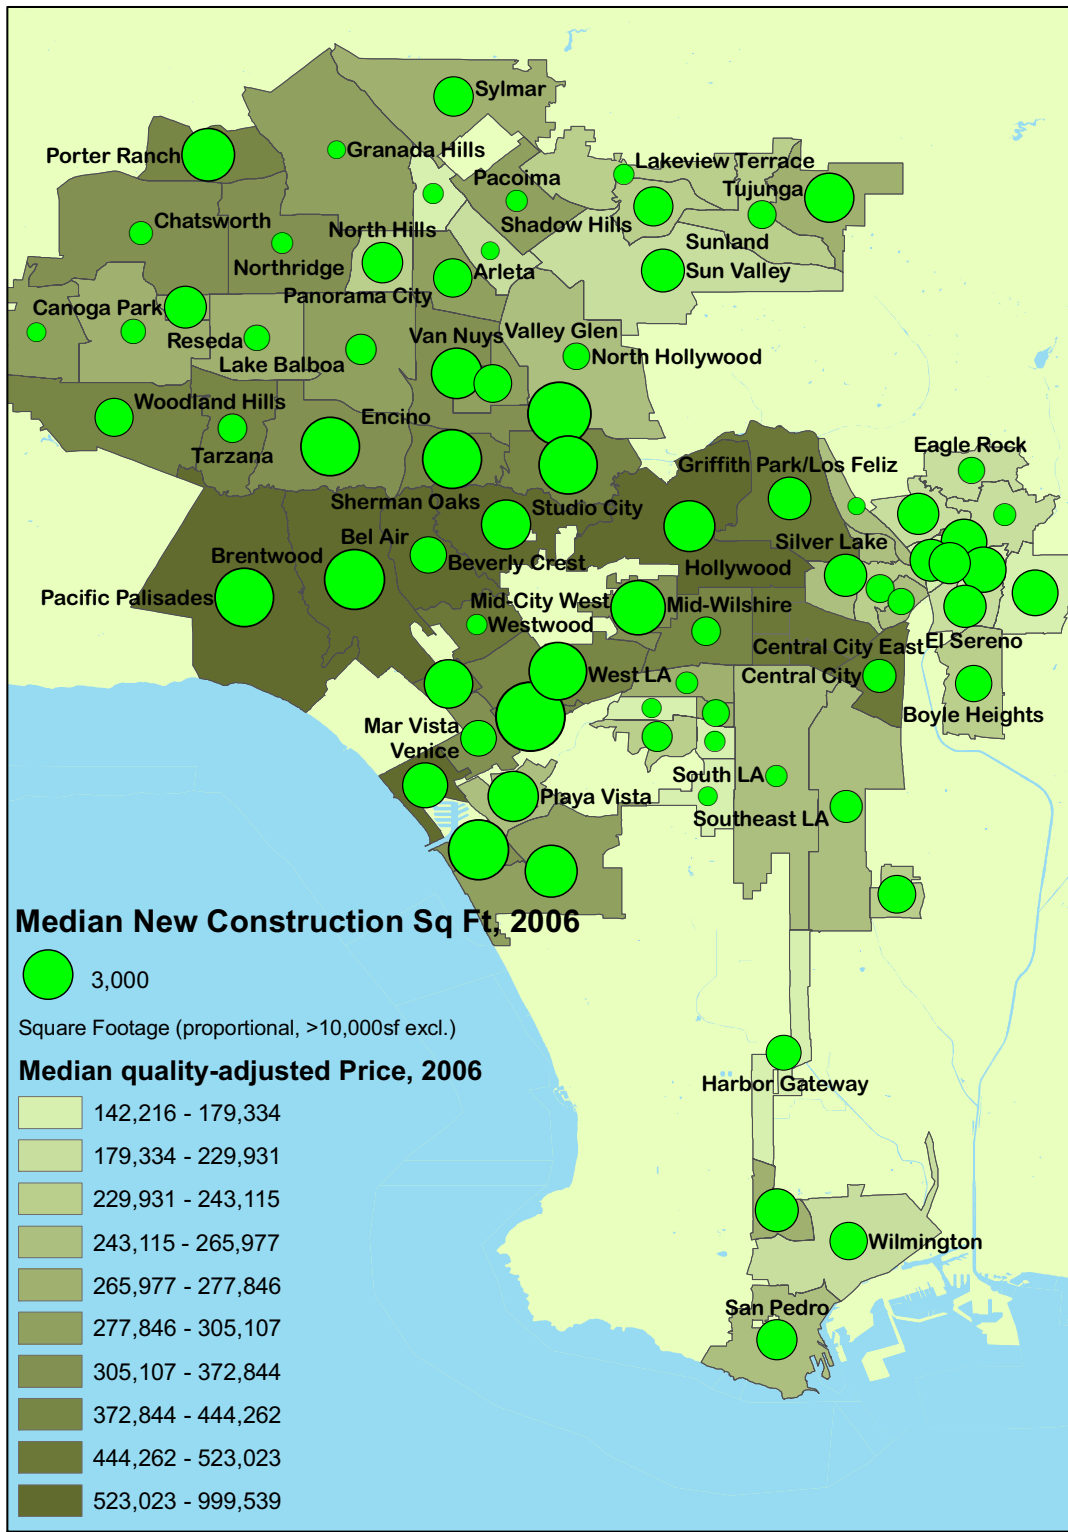 Sylmar
Porter Ranch
Granada Hills
Lakeview Terrace
Pacoima
Tujunga
Chatsworth
North Hills
Shadow Hills
Northridge
Sunland
Arleta
Sun Valley
Panorama City
Canoga Park
Reseda
Van Nuys
Valley Glen
North Hollywood
Lake Balboa
Woodland Hills
Encino
Tarzana
Eagle Rock
Griffith Park/Los Feliz
Sherman Oaks
Studio City
Bel Air
Silver Lake
Brentwood
Beverly Crest
Hollywood
Pacific Palisades
Mid-City West
Mid-Wilshire
Westwood
Central City East
El Sereno
West LA
Central City
Boyle Heights
Mar Vista
Venice
South LA
Playa Vista
Southeast LA
Median New Construction Sq Ft, 2006
3,000
Square Footage (proportional, >10,000sf excl.)
Median quality-adjusted Price, 2006
142,216 - 179,334
179,334 - 229,931
229,931 - 243,115
243,115 - 265,977
265,977 - 277,846
277,846 - 305,107
305,107 - 372,844
372,844 - 444,262
444,262 - 523,023
523,023 - 999,539
Harbor Gateway
Wilmington
San Pedro